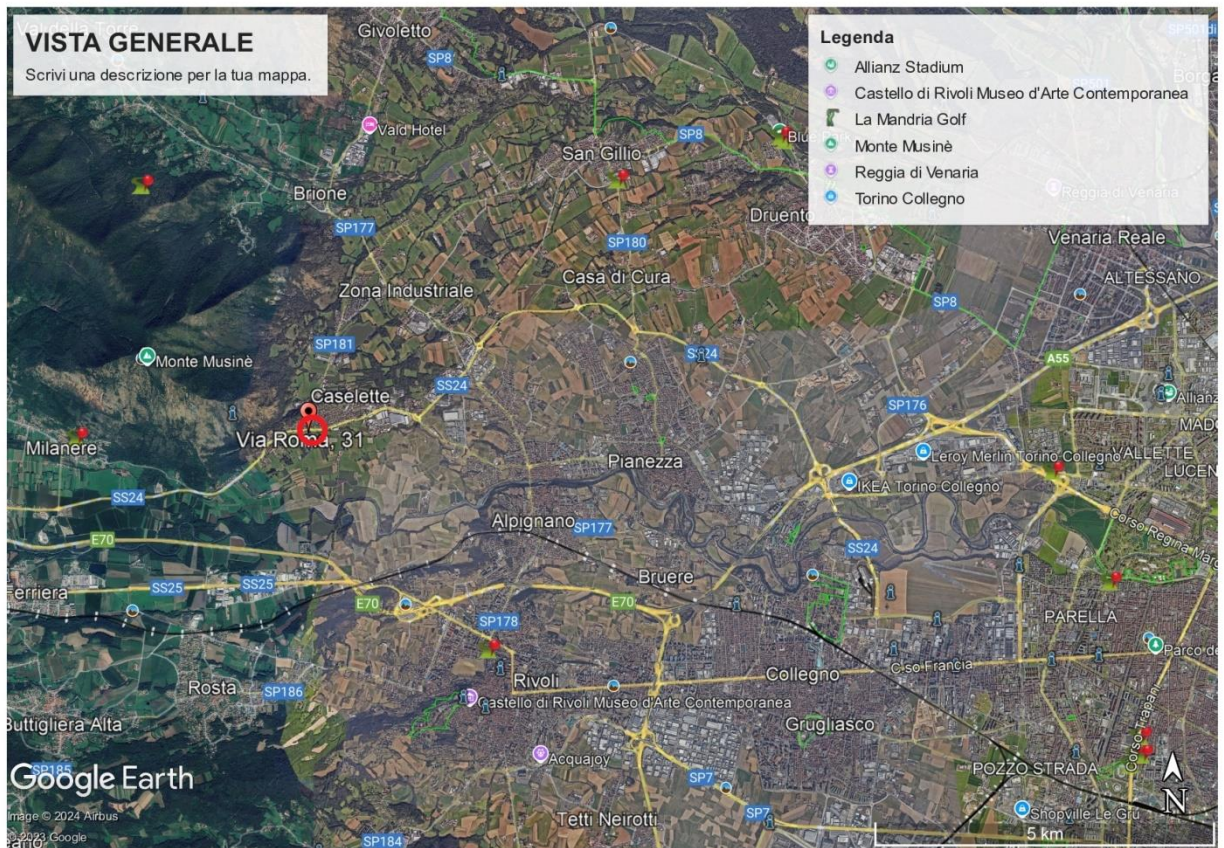 VISTA GENERALE
Scrivi una descrizione per la tua mappa.
Legenda
Allianz Stadium
Castello di Rivoli Museo d'Arte Contemporanea
La Mandria Golf
Monte Musinè
Reggia di Venaria
Torino Collegno
Givoletto
SP8
Vald Hotel
San Gillio
SP8
Brione
SP177
SP180
Druento
Reggia di Venaria
Venaria Reale
ALTESSANO
Casa di Cura
Zona Industriale
SP8
SP181
SS24
A55
Monte Musinè
SS24
Caselette
SP176
Via Roma, 31
Milanere
Pianezza
Leroy Merlin Torino Collegno
VALLETTE
LUCEN
IKEA Torino Collegno
SS24
Alpignano
SP177
E70
SS24
Bruere
SS25
SS25
E70
E70
PARELLA
SP178
C.so Francia
Collegno
Rivoli
Rosta
SP186
Castello di Rivoli Museo d'Arte Contemporanea
Buttigliera Alta
Grugliasco
Corso Trapani
Acquajoy
SP185
Google Earth
SP7
POZZO STRADA
N
Image © 2024 Airbus
© 2023 Google
SP184
Tetti Neirotti
SP7
Shopville Le Gru
5 km